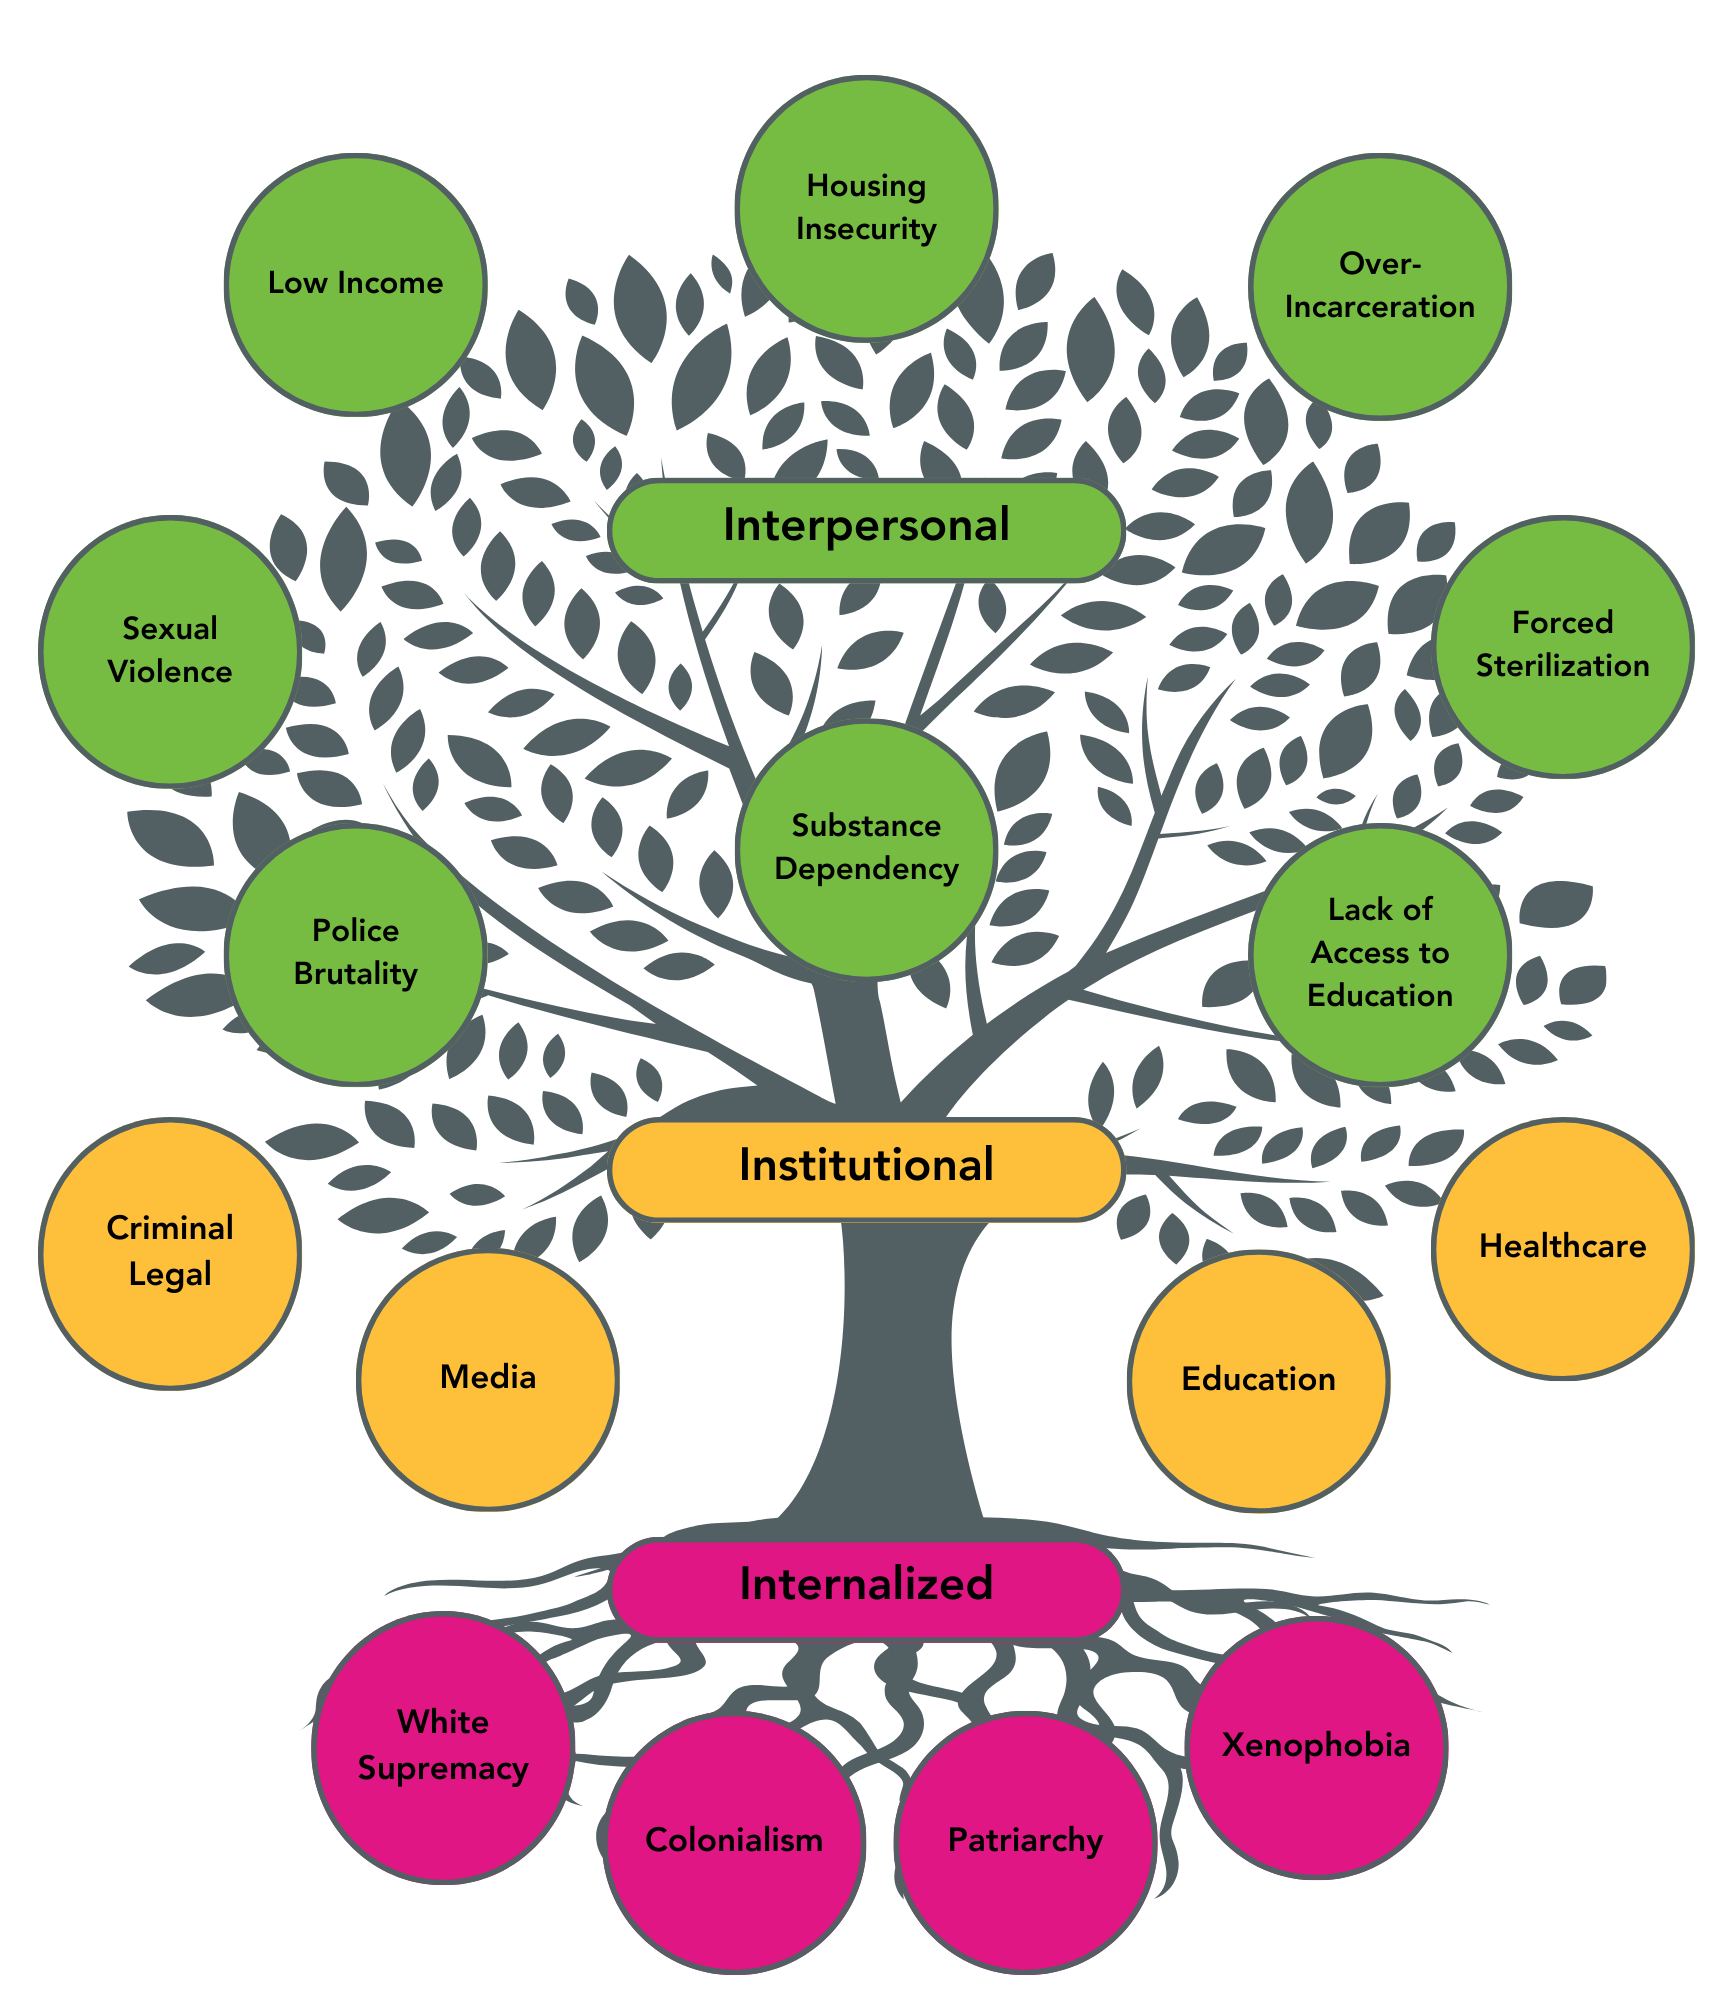 Housing
Insecurity
Low Income
Over-
Incarceration
Interpersonal
Sexual
Violence
Forced
Sterilization
Substance
Dependency
Police
Brutality
Lack of
Access to
Education
Institutional
Criminal
Legal
Healthcare
Media
Education
Internalized
White
Supremacy
Xenophobia
Colonialism
Patriarchy